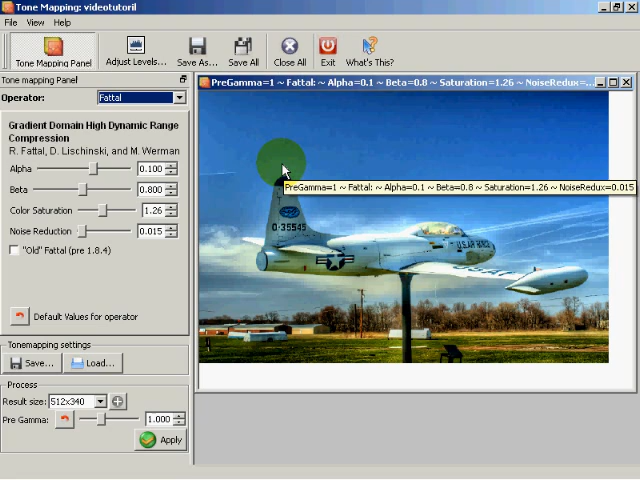 Tone Mapping: videotutoril
File View Help
Tone Mapping Panel
Adjust Levels...
Save As...
Save All
Close All
Exit
What's This?
Tone mapping Panel
Operator: Fattal
Gradient Domain High Dynamic Range
Compression
R. Fattal, D. Lischinski, and M. Werman
Alpha 0.100
Beta 0.800
Color Saturation 1.26
Noise Reduction 0.015
"Old" Fattal (pre 1.8.4)
Default Values for operator
Tonemapping settings
Save... Load...
Process
Result size: 512x340
Pre Gamma: 1.000
Apply
PreGamma=1 ~ Fattal: ~ Alpha=0.1 ~ Beta=0.8 ~ Saturation=1.26 ~ NoiseRedux=...
PreGamma=1 ~ Fattal: ~ Alpha=0.1 ~ Beta=0.8 ~ Saturation=1.26 ~ NoiseRedux=0.015
0-35545
U.S. AIR FORCE